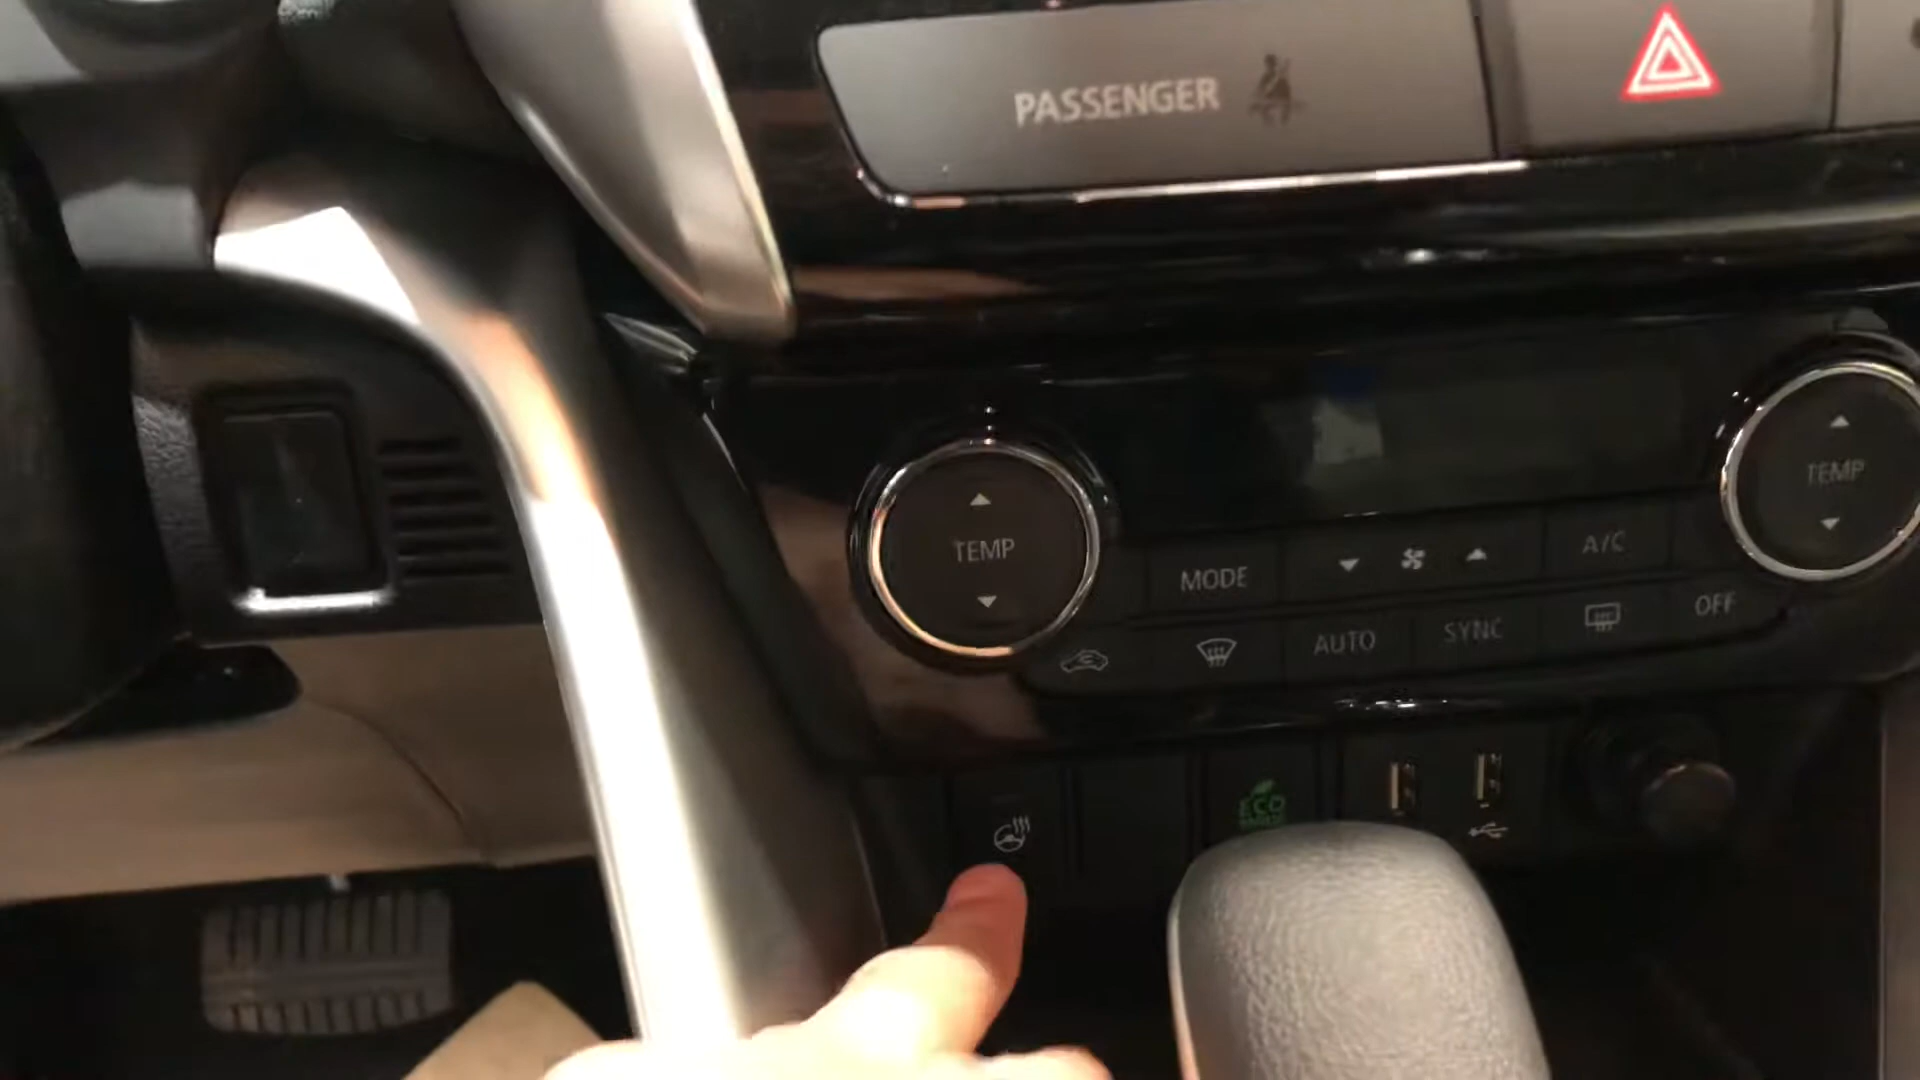 PASSENGER
TEMP
TEMP
MODE
A/C
AUTO
SYNC
OFF
ECO